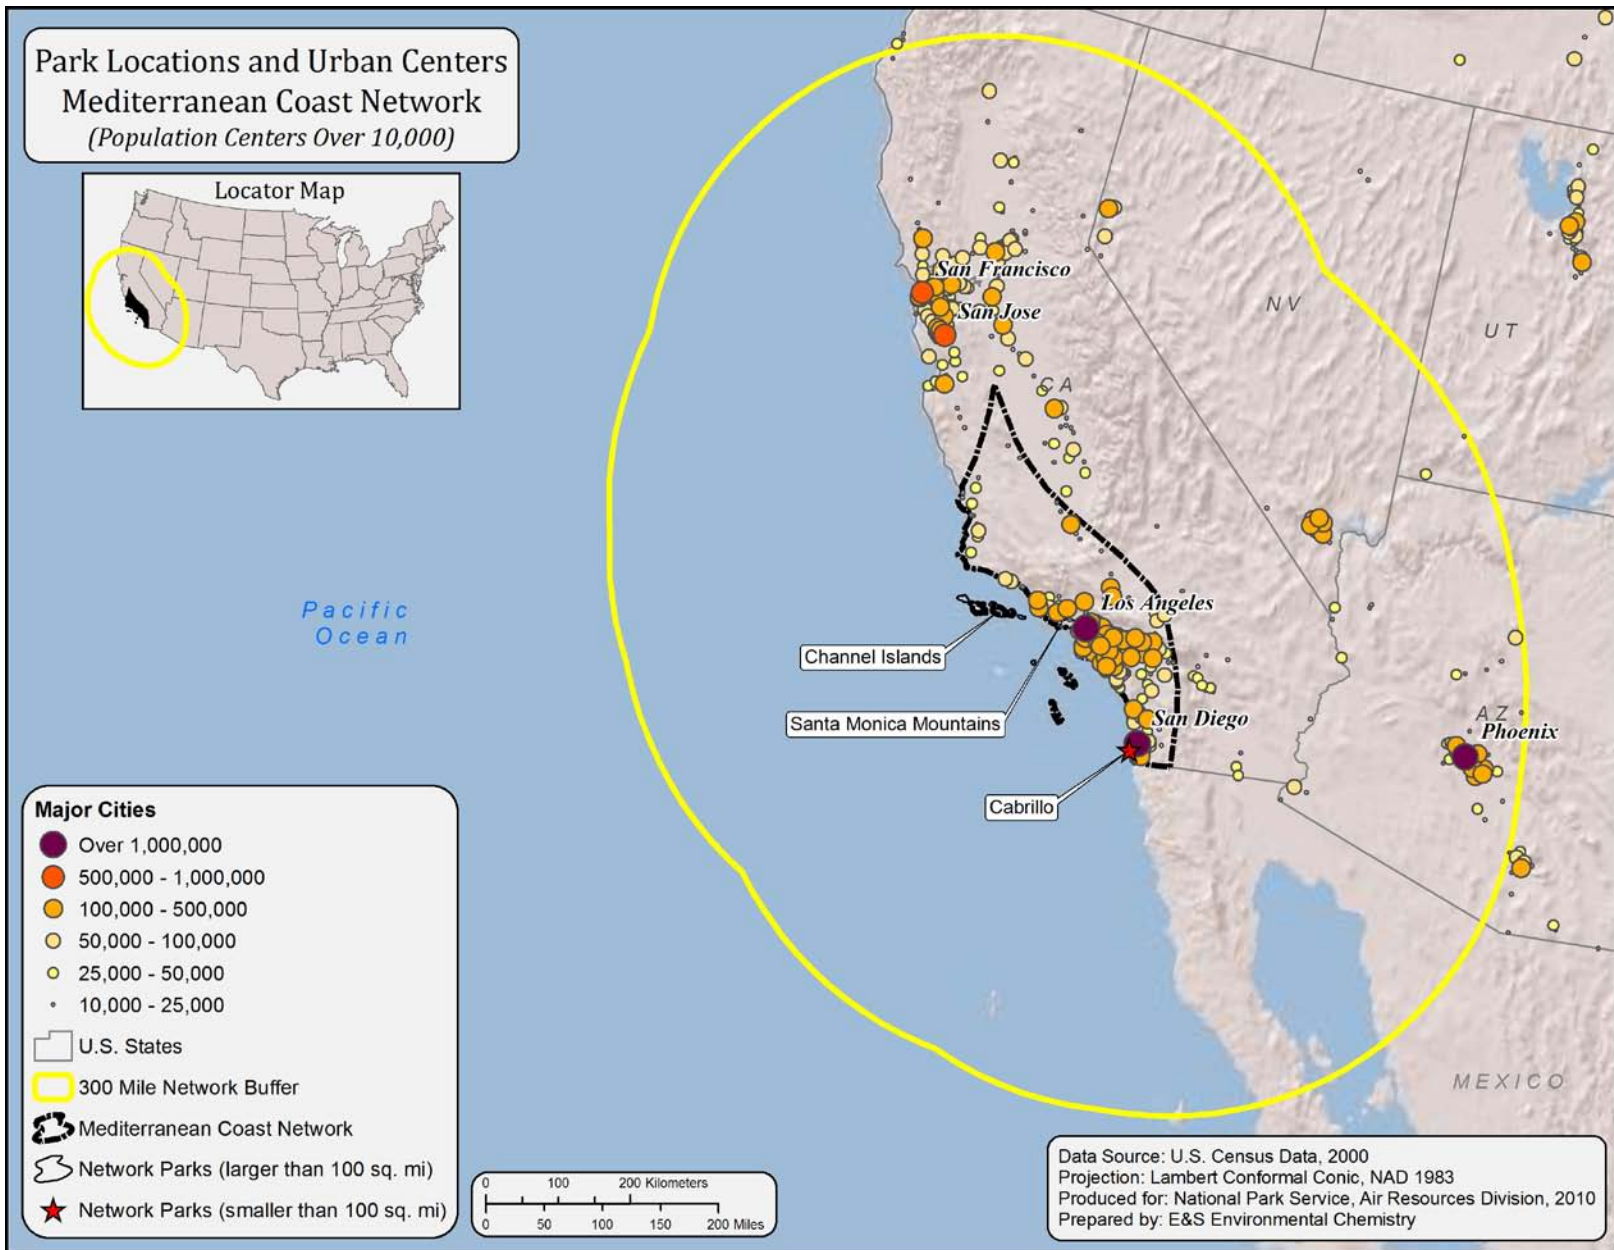 Park Locations and Urban Centers
Mediterranean Coast Network
(Population Centers Over 10,000)
Locator Map
San Francisco
San Jose
NV
UT
CA
Pacific
Ocean
Los Angeles
Channel Islands
Santa Monica Mountains
San Diego
AZ
Phoenix
Cabrillo
MEXICO
Major Cities
Over 1,000,000
500,000 - 1,000,000
100,000 - 500,000
50,000 - 100,000
25,000 - 50,000
10,000 - 25,000
U.S. States
300 Mile Network Buffer
Mediterranean Coast Network
Network Parks (larger than 100 sq. mi)
Network Parks (smaller than 100 sq. mi)
0 100 200 Kilometers
0 50 100 150 200 Miles
Data Source: U.S. Census Data, 2000
Projection: Lambert Conformal Conic, NAD 1983
Produced for: National Park Service, Air Resources Division, 2010
Prepared by: E&S Environmental Chemistry